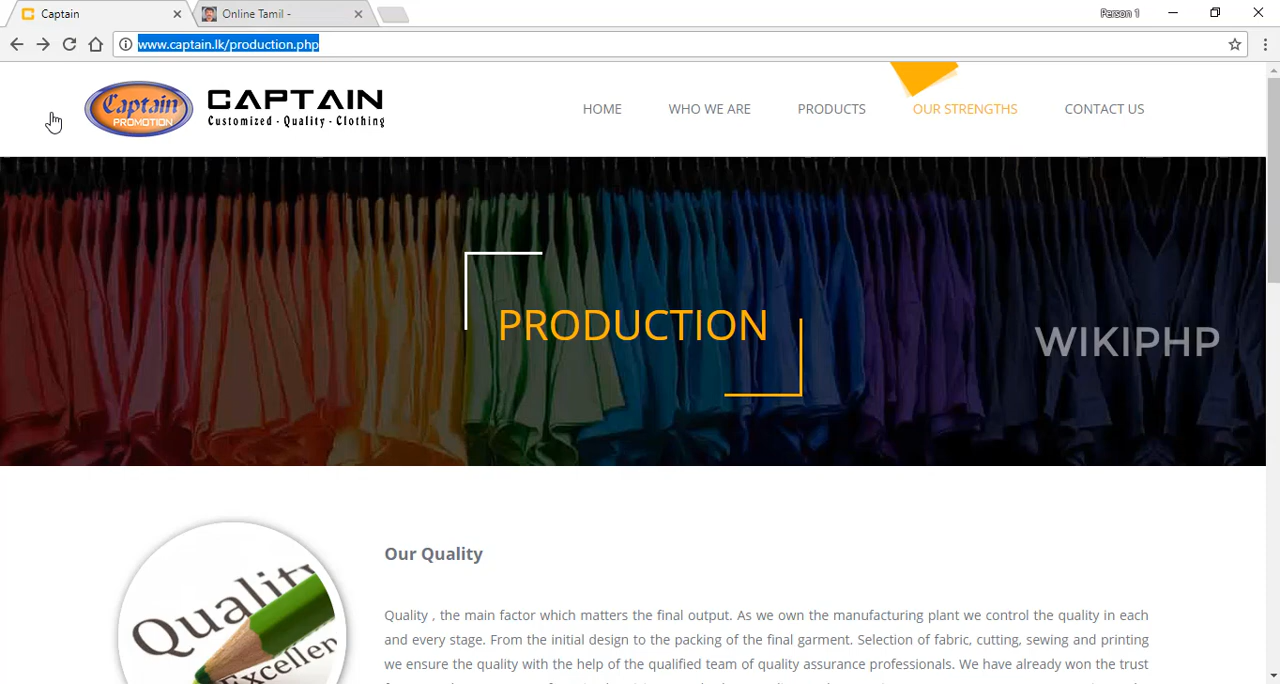 Captain
Online Tamil -
Person 1
www.captain.lk/production.php
Captain
PROMOTION
CAPTAIN
Customized - Quality - Clothing
HOME
WHO WE ARE
PRODUCTS
OUR STRENGTHS
CONTACT US
PRODUCTION
WIKIPHP
Quality
Excellen
Our Quality
Quality , the main factor which matters the final output. As we own the manufacturing plant we control the quality in each
and every stage. From the initial design to the packing of the final garment. Selection of fabric, cutting, sewing and printing
we ensure the quality with the help of the qualified team of quality assurance professionals. We have already won the trust